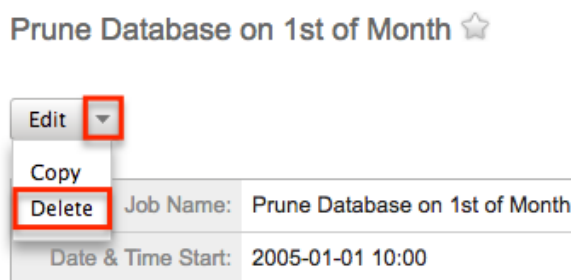 Prune Database on 1st of Month
Edit
Copy
Delete
Job Name: Prune Database on 1st of Month
Date & Time Start: 2005-01-01 10:00